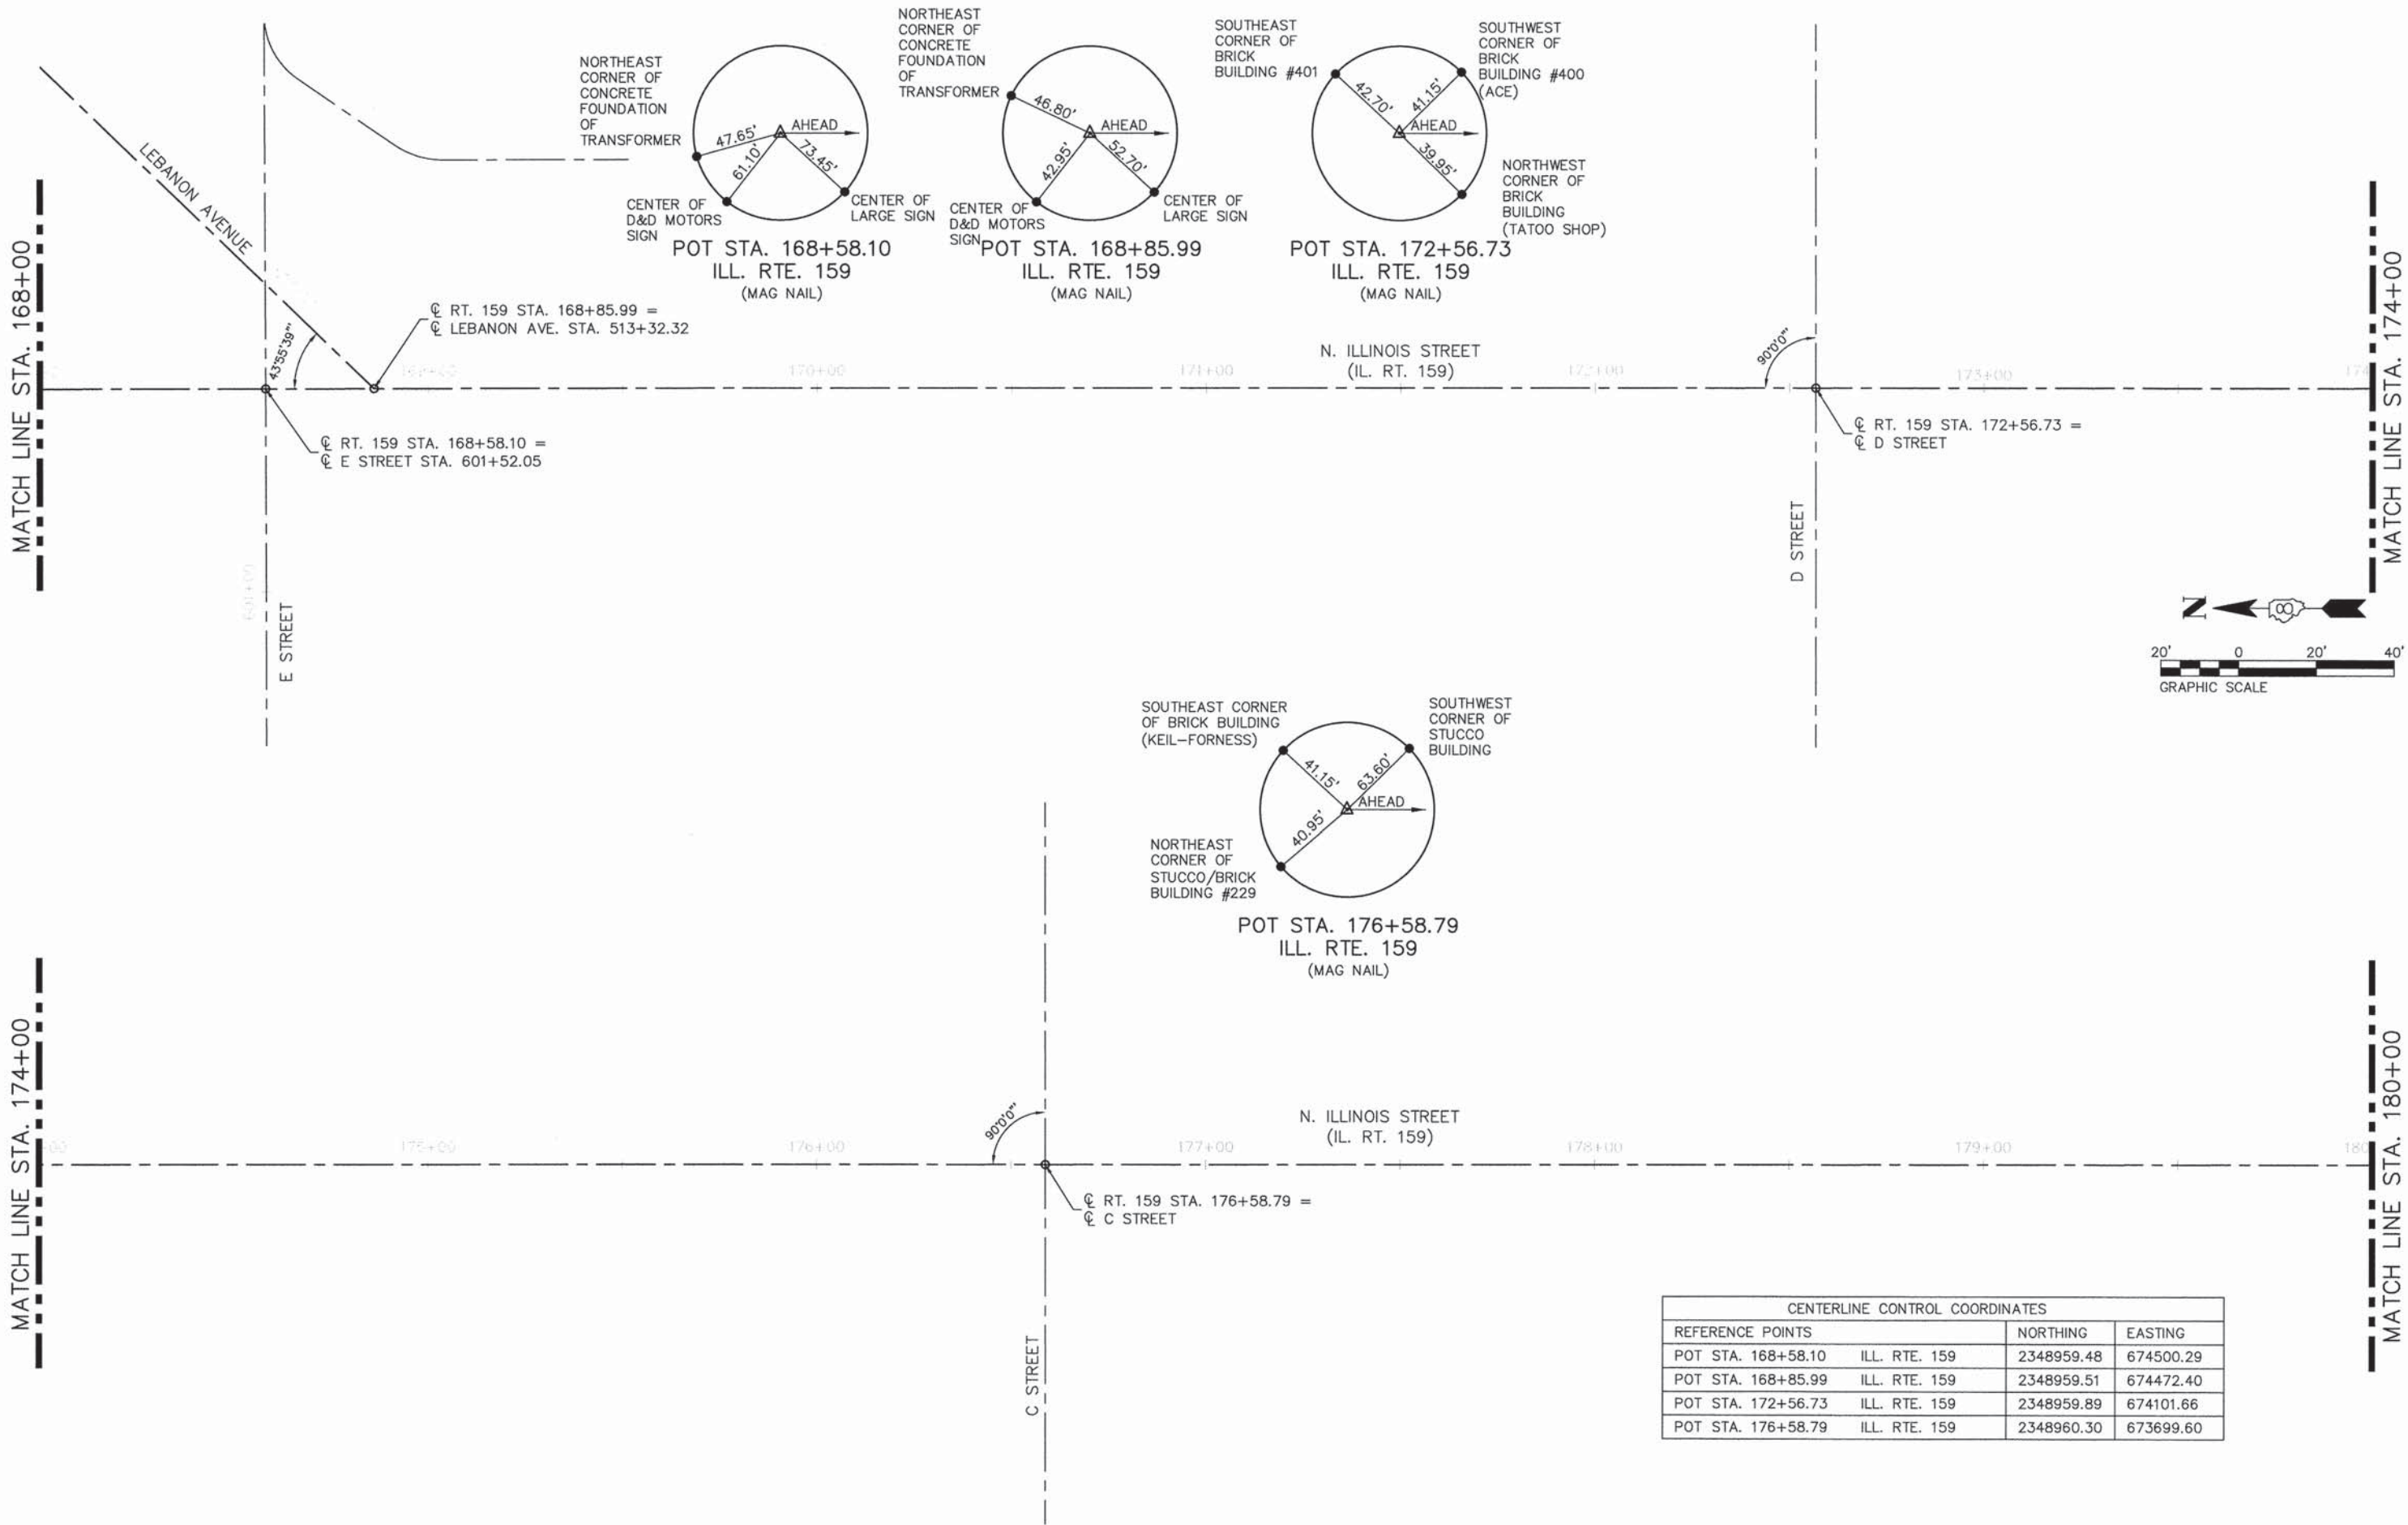 NORTHEAST
CORNER OF
CONCRETE
FOUNDATION
OF
TRANSFORMER
47.65'
61.10'
73.45'
AHEAD
CENTER OF
D&D MOTORS
SIGN
CENTER OF
LARGE SIGN
POT STA. 168+58.10
ILL. RTE. 159
(MAG NAIL)
NORTHEAST
CORNER OF
CONCRETE
FOUNDATION
OF
TRANSFORMER
46.80'
42.95'
52.70'
AHEAD
CENTER OF
D&D MOTORS
SIGN
CENTER OF
LARGE SIGN
POT STA. 168+85.99
ILL. RTE. 159
(MAG NAIL)
SOUTHEAST
CORNER OF
BRICK
BUILDING #401
SOUTHWEST
CORNER OF
BRICK
BUILDING #400
(ACE)
42.70'
41.15'
39.95'
AHEAD
NORTHWEST
CORNER OF
BRICK
BUILDING
(TATOO SHOP)
POT STA. 172+56.73
ILL. RTE. 159
(MAG NAIL)
MATCH LINE STA. 168+00
LEBANON AVENUE
43°55'39"'
℄ RT. 159 STA. 168+85.99 =
℄ LEBANON AVE. STA. 513+32.32
169+00
170+00
171+00
172+00
173+00
174
N. ILLINOIS STREET
(IL. RT. 159)
90°0'0"'
℄ RT. 159 STA. 168+58.10 =
℄ E STREET STA. 601+52.05
℄ RT. 159 STA. 172+56.73 =
℄ D STREET
601+00
E STREET
D STREET
MATCH LINE STA. 174+00
N
20' 0 20' 40'
GRAPHIC SCALE
SOUTHEAST CORNER
OF BRICK BUILDING
(KEIL-FORNESS)
SOUTHWEST
CORNER OF
STUCCO
BUILDING
41.15'
63.60'
40.95'
AHEAD
NORTHEAST
CORNER OF
STUCCO/BRICK
BUILDING #229
POT STA. 176+58.79
ILL. RTE. 159
(MAG NAIL)
MATCH LINE STA. 174+00
+00
175+00
176+00
177+00
178+00
179+00
180
90°0'0"'
N. ILLINOIS STREET
(IL. RT. 159)
℄ RT. 159 STA. 176+58.79 =
℄ C STREET
C STREET
MATCH LINE STA. 180+00
CENTERLINE CONTROL COORDINATES
REFERENCE POINTS NORTHING EASTING
POT STA. 168+58.10 ILL. RTE. 159 2348959.48 674500.29
POT STA. 168+85.99 ILL. RTE. 159 2348959.51 674472.40
POT STA. 172+56.73 ILL. RTE. 159 2348959.89 674101.66
POT STA. 176+58.79 ILL. RTE. 159 2348960.30 673699.60